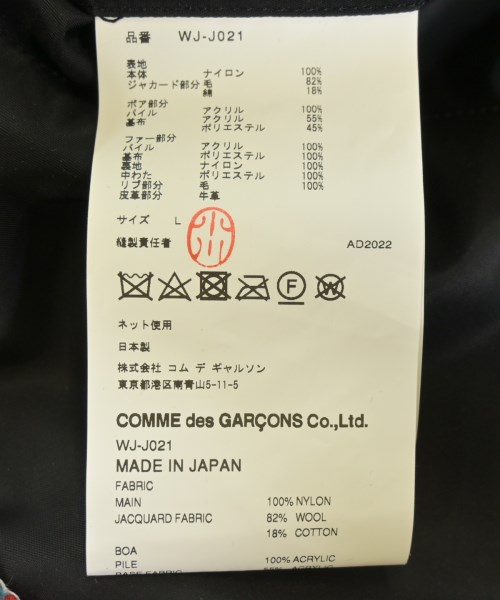 品番 WJ-J021
表地
本体 ナイロン 100%
ジャカード部分 毛 82%
綿 18%
ボア部分
パイル アクリル 100%
基布 アクリル 55%
ポリエステル 45%
ファー部分
パイル アクリル 100%
基布 ポリエステル 100%
裏地 ナイロン 100%
中わた ポリエステル 100%
リブ部分 毛 100%
皮革部分 牛革
サイズ L
縫製責任者 AD2022
F W
ネット使用
日本製
株式会社 コム デ ギャルソン
東京都港区南青山5-11-5
COMME des GARÇONS Co.,Ltd.
WJ-J021
MADE IN JAPAN
FABRIC
MAIN 100% NYLON
JACQUARD FABRIC 82% WOOL
18% COTTON
BOA
PILE 100% ACRYLIC